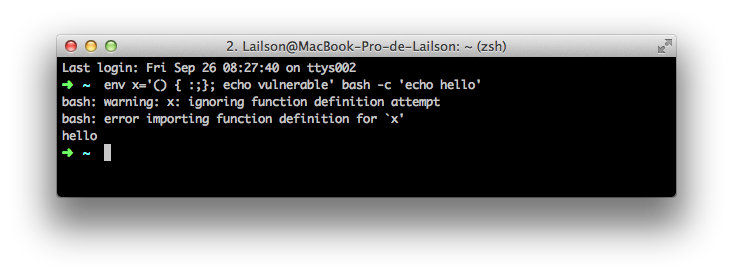 2. Lailson@MacBook-Pro-de-Lailson: ~ (zsh)
Last login: Fri Sep 26 08:27:40 on ttys002
➜ ~ env x='() { :;}; echo vulnerable' bash -c 'echo hello'
bash: warning: x: ignoring function definition attempt
bash: error importing function definition for `x'
hello
➜ ~